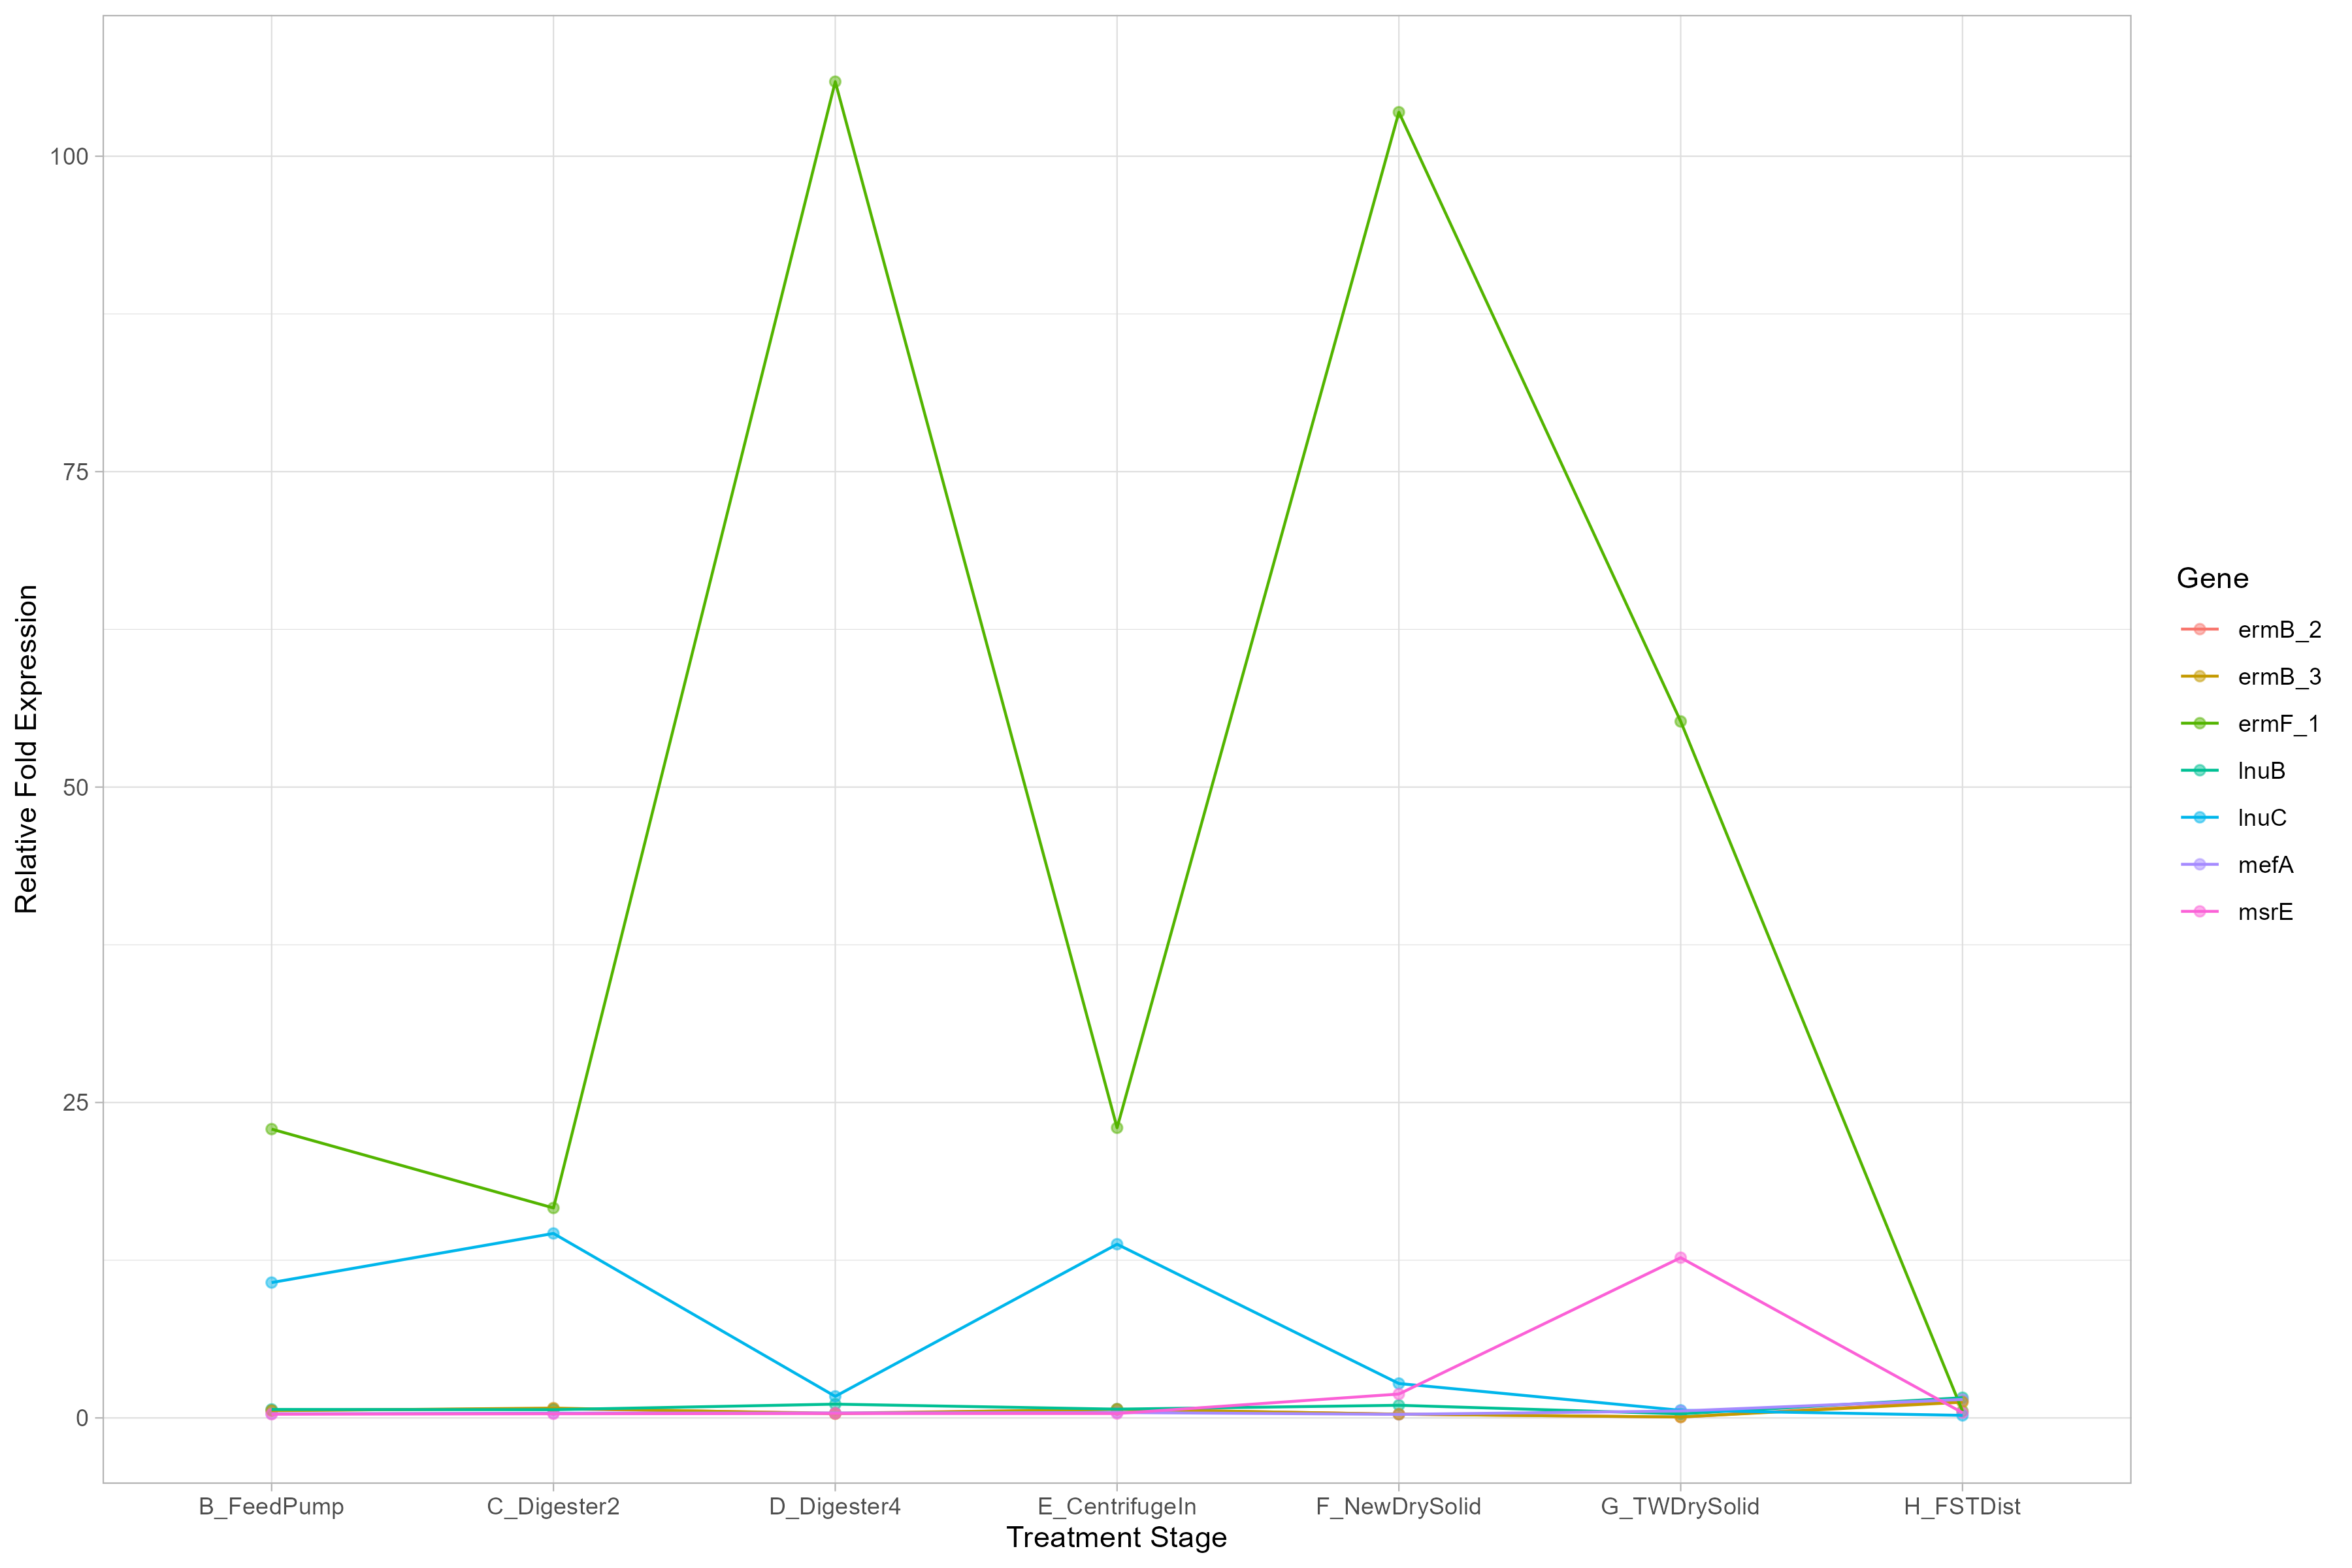 100
75
50
25
0
Relative Fold Expression
B_FeedPump
C_Digester2
D_Digester4
E_CentrifugeIn
F_NewDrySolid
G_TWDrySolid
H_FSTDist
Treatment Stage
Gene
ermB_2
ermB_3
ermF_1
lnuB
lnuC
mefA
msrE